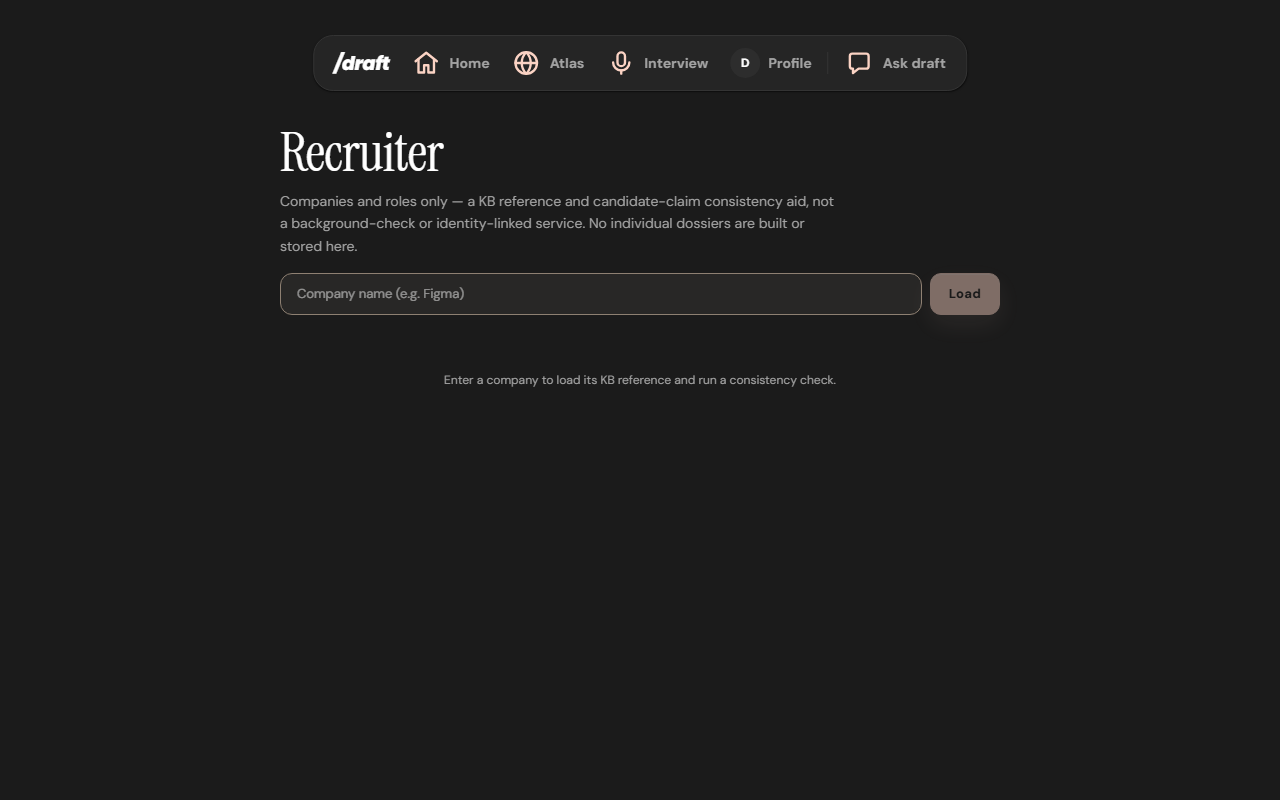 /draft Home Atlas Interview D Profile Ask draft
Recruiter
Companies and roles only — a KB reference and candidate-claim consistency aid, not
a background-check or identity-linked service. No individual dossiers are built or
stored here.
Company name (e.g. Figma) Load
Enter a company to load its KB reference and run a consistency check.